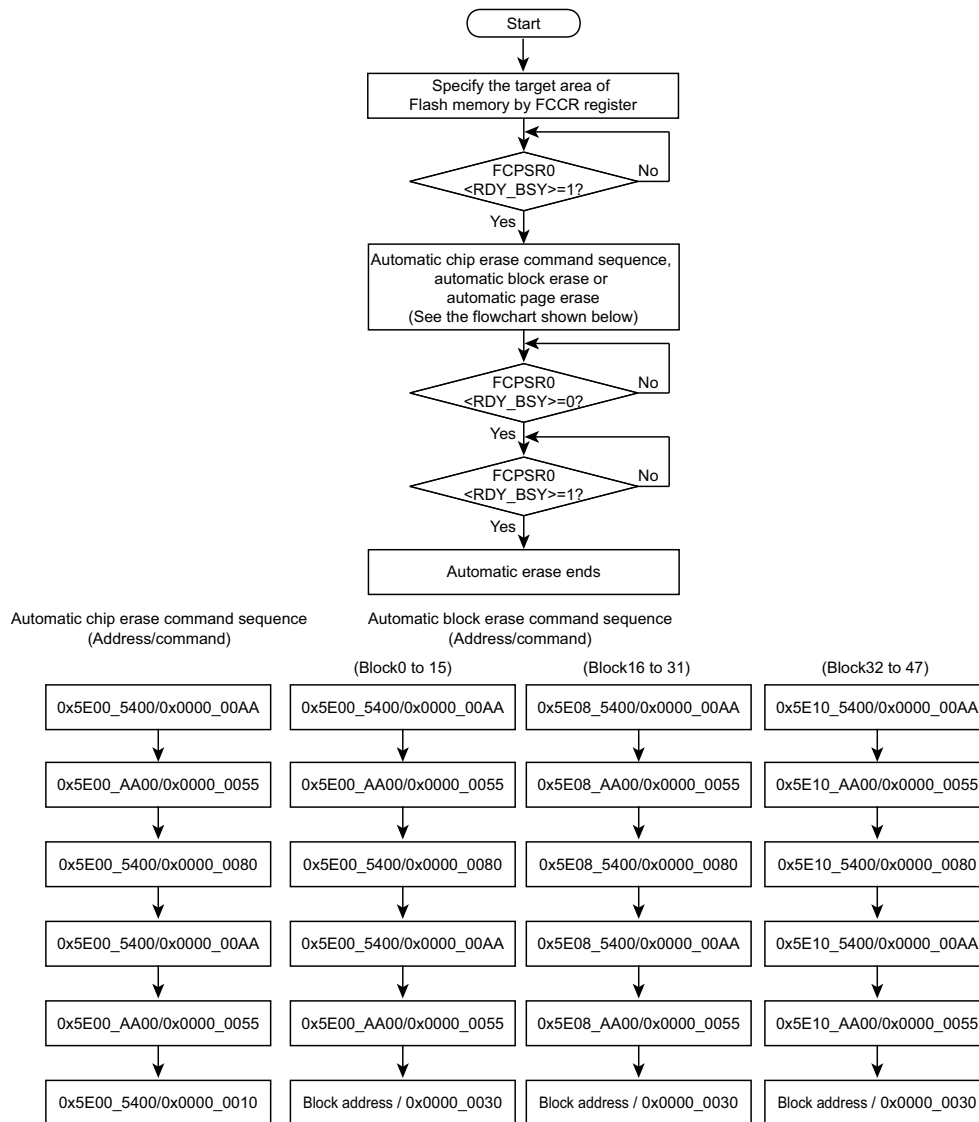 Start
Specify the target area of
Flash memory by FCCR register
FCPSR0
<RDY_BSY>=1?
No
Yes
Automatic chip erase command sequence,
automatic block erase or
automatic page erase
(See the flowchart shown below)
FCPSR0
<RDY_BSY>=0?
No
Yes
FCPSR0
<RDY_BSY>=1?
No
Yes
Automatic erase ends
Automatic chip erase command sequence
(Address/command)
Automatic block erase command sequence
(Address/command)
(Block0 to 15)
(Block16 to 31)
(Block32 to 47)
0x5E00_5400/0x0000_00AA
0x5E00_5400/0x0000_00AA
0x5E08_5400/0x0000_00AA
0x5E10_5400/0x0000_00AA
0x5E00_AA00/0x0000_0055
0x5E00_AA00/0x0000_0055
0x5E08_AA00/0x0000_0055
0x5E10_AA00/0x0000_0055
0x5E00_5400/0x0000_0080
0x5E00_5400/0x0000_0080
0x5E08_5400/0x0000_0080
0x5E10_5400/0x0000_0080
0x5E00_5400/0x0000_00AA
0x5E00_5400/0x0000_00AA
0x5E08_5400/0x0000_00AA
0x5E10_5400/0x0000_00AA
0x5E00_AA00/0x0000_0055
0x5E00_AA00/0x0000_0055
0x5E08_AA00/0x0000_0055
0x5E10_AA00/0x0000_0055
0x5E00_5400/0x0000_0010
Block address / 0x0000_0030
Block address / 0x0000_0030
Block address / 0x0000_0030